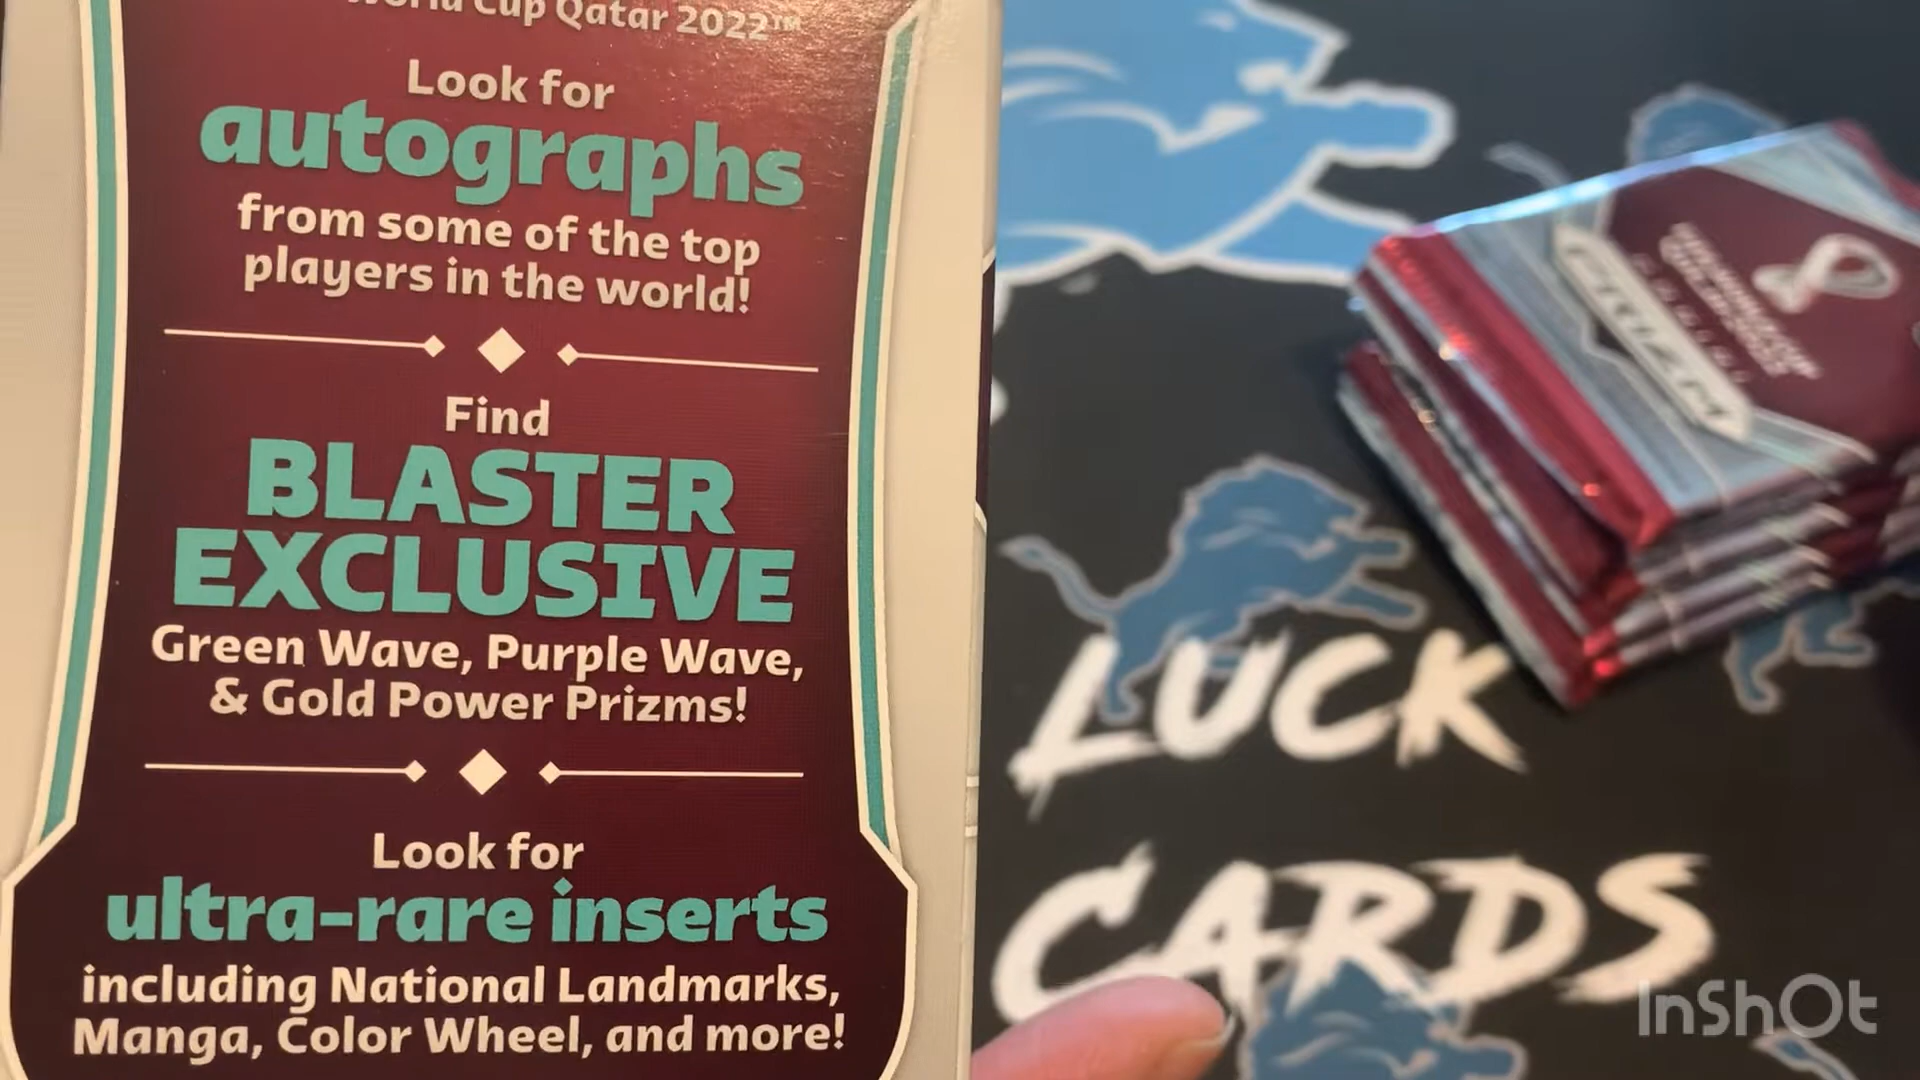 World Cup Qatar 2022™
Look for
autographs
from some of the top
players in the world!
Find
BLASTER
EXCLUSIVE
Green Wave, Purple Wave,
& Gold Power Prizms!
Look for
ultra-rare inserts
including National Landmarks,
Manga, Color Wheel, and more!
PRIZM
LUCK
CARDS
InShOt